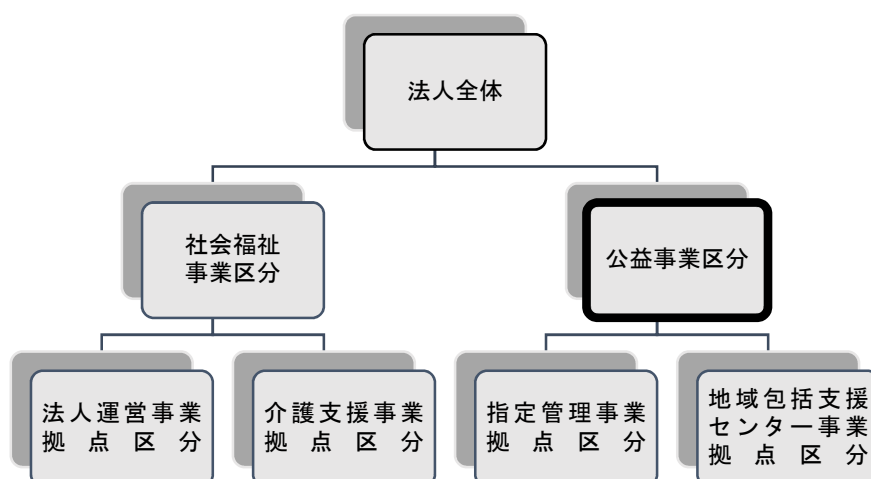 法人全体
社会福祉
事業区分
公益事業区分
法人運営事業
拠点区分
介護支援事業
拠点区分
指定管理事業
拠点区分
地域包括支援
センター事業
拠点区分